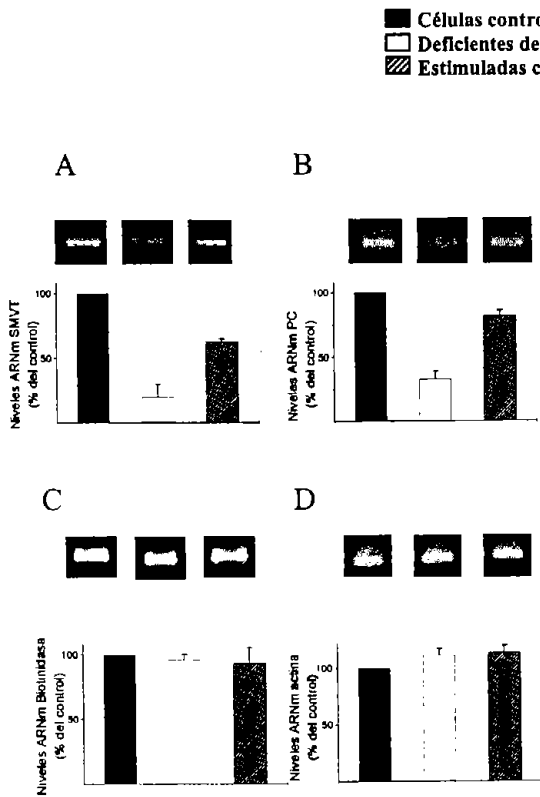 Células contro
Deficientes de
Estimuladas c
A
B
Niveles ARNm SMVT
(% del control)
100
50
Niveles ARNm PC
(% del control)
100
50
C
D
Niveles ARNm Biotinidasa
(% del control)
100
50
Niveles ARNm actina
(% del control)
100
50